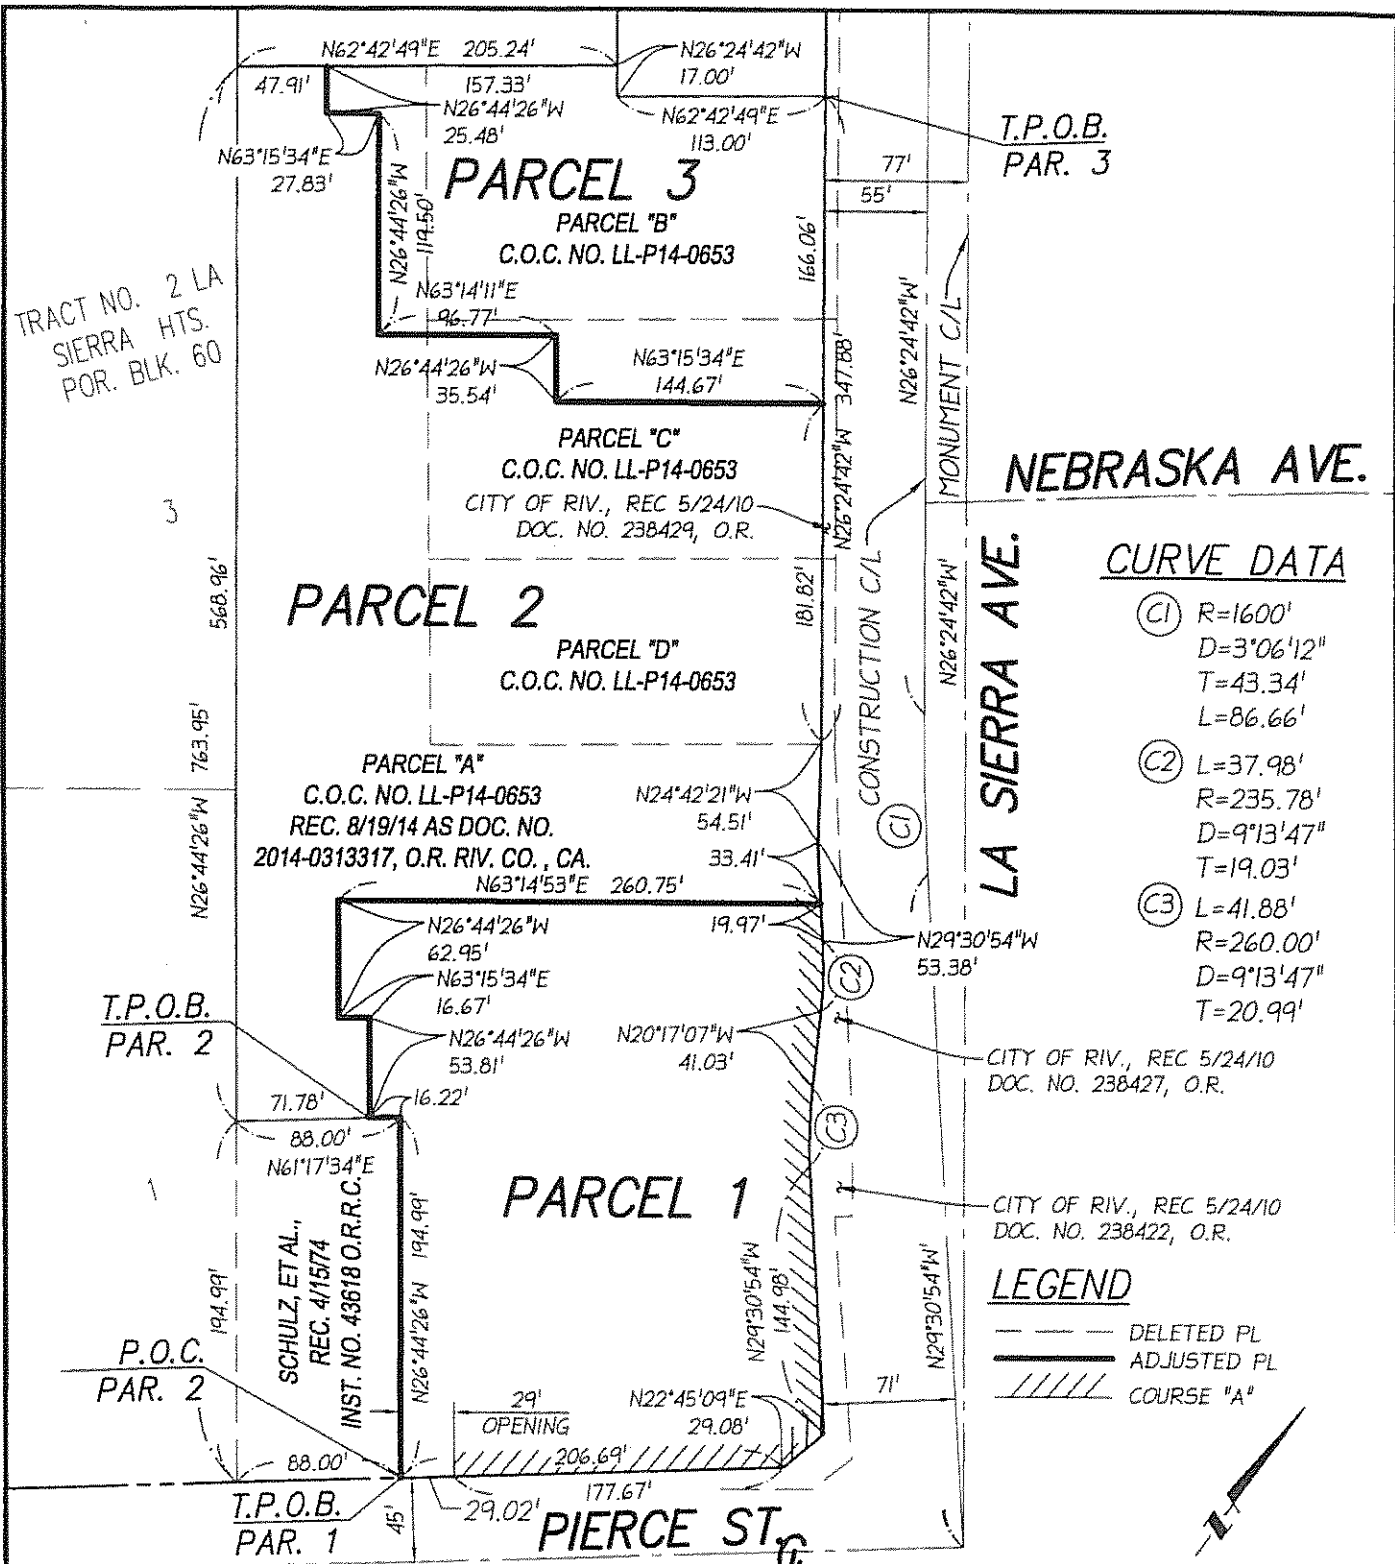 N62°42'49"E 205.24'
N26°24'42"W
17.00'
47.91'
157.33'
N26°44'26"W
25.48'
N62°42'49"E
113.00'
T.P.O.B.
PAR. 3
N63°15'34"E
27.83'
PARCEL 3
77'
55'
N26°44'26"W
119.50'
PARCEL "B"
C.O.C. NO. LL-P14-0653
166.06'
TRACT NO. 2 LA
SIERRA HTS.
POR. BLK. 60
N63°14'11"E
96.77'
N26°24'42"W
MONUMENT C/L
N26°44'26"W
35.54'
N63°15'34"E
144.67'
N26°24'42"W 347.88'
PARCEL "C"
C.O.C. NO. LL-P14-0653
CITY OF RIV., REC 5/24/10
DOC. NO. 238429, O.R.
NEBRASKA AVE.
3
568.96'
PARCEL 2
181.82'
CONSTRUCTION C/L
N26°24'42"W
LA SIERRA AVE.
CURVE DATA
C1 R=1600'
D=3°06'12"
T=43.34'
L=86.66'
C2 L=37.98'
R=235.78'
D=9°13'47"
T=19.03'
C3 L=41.88'
R=260.00'
D=9°13'47"
T=20.99'
PARCEL "D"
C.O.C. NO. LL-P14-0653
N26°44'26"W 763.95'
PARCEL "A"
C.O.C. NO. LL-P14-0653
REC. 8/19/14 AS DOC. NO.
2014-0313317, O.R. RIV. CO. , CA.
N24°42'21"W
54.51'
33.41'
C1
N63°14'53"E 260.75'
N26°44'26"W
62.95'
19.97'
N29°30'54"W
53.38'
N63°15'34"E
16.67'
C2
T.P.O.B.
PAR. 2
N26°44'26"W
53.81'
N20°17'07"W
41.03'
CITY OF RIV., REC 5/24/10
DOC. NO. 238427, O.R.
71.78'
16.22'
88.00'
N61°17'34"E
C3
1
PARCEL 1
CITY OF RIV., REC 5/24/10
DOC. NO. 238422, O.R.
SCHULZ, ET AL.,
REC. 4/15/74
INST. NO. 43618 O.R.R.C.
N26°44'26"W 194.99'
194.99'
N29°30'54"W
144.98'
N29°30'54"W
LEGEND
DELETED PL
ADJUSTED PL
COURSE "A"
P.O.C.
PAR. 2
29'
OPENING
N22°45'09"E
29.08'
71'
88.00'
206.69'
177.67'
T.P.O.B.
PAR. 1
45'
29.02'
PIERCE ST.
N